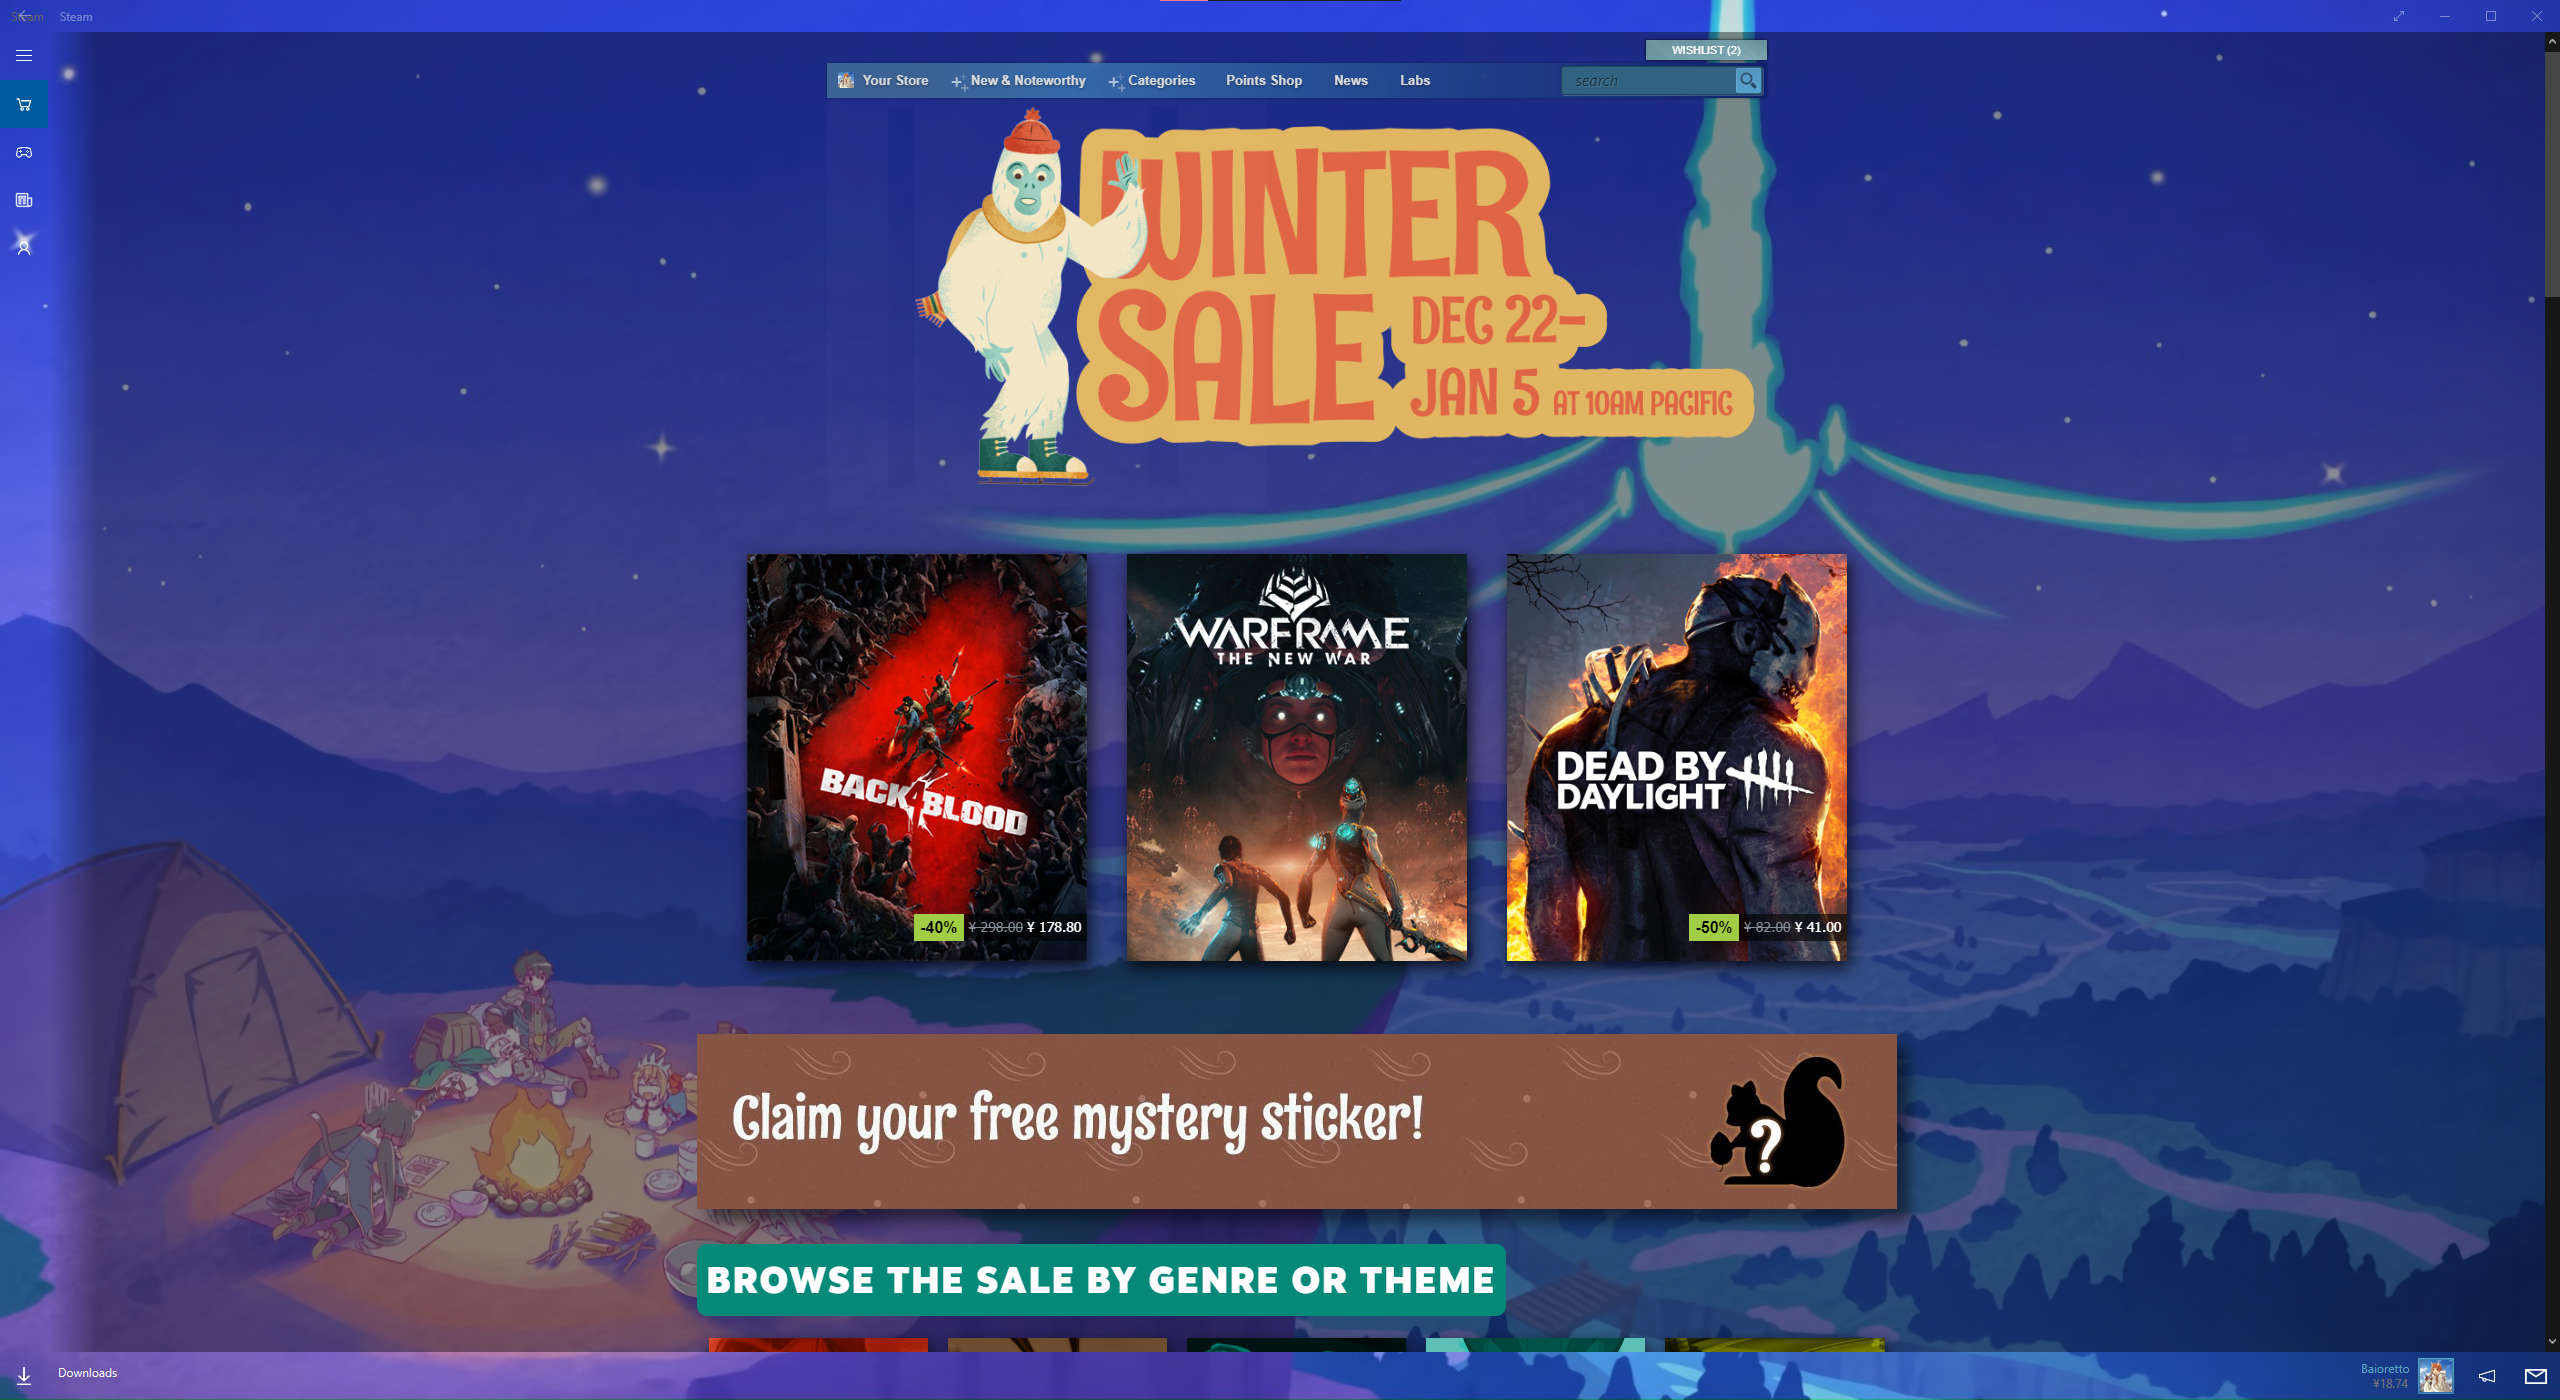 Steam
Steam
WISHLIST (2)
Your Store
New & Noteworthy
Categories
Points Shop
News
Labs
search
WINTER
SALE
DEC 22-
JAN 5 AT 10AM PACIFIC
BACK 4 BLOOD
-40% ¥ 298.00 ¥ 178.80
WARFRAME
THE NEW WAR
DEAD BY
DAYLIGHT
-50% ¥ 82.00 ¥ 41.00
Claim your free mystery sticker!
?
BROWSE THE SALE BY GENRE OR THEME
Downloads
Baioretto
¥18.74